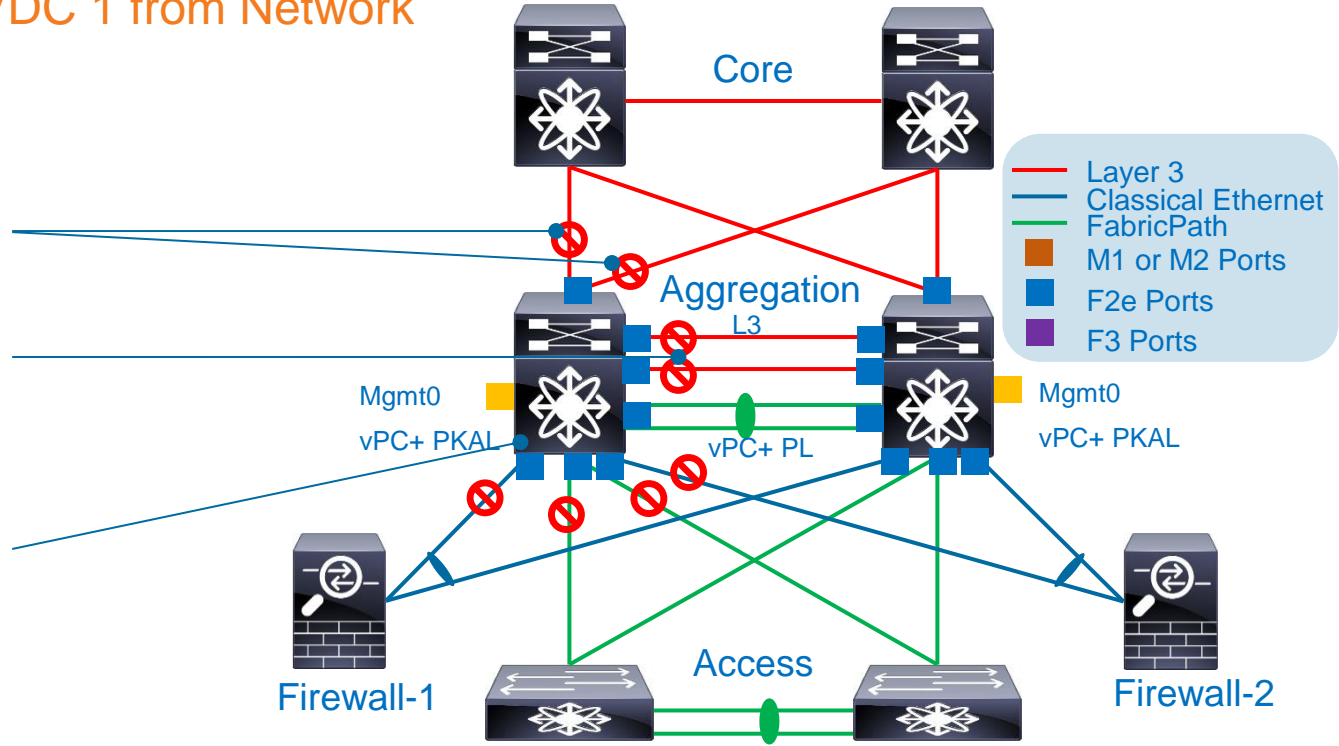 VDC 1 from Network
Core
Layer 3
Classical Ethernet
FabricPath
M1 or M2 Ports
F2e Ports
F3 Ports
Aggregation
L3
Mgmt0
vPC+ PKAL
vPC+ PL
Mgmt0
vPC+ PKAL
Firewall-1
Access
Firewall-2